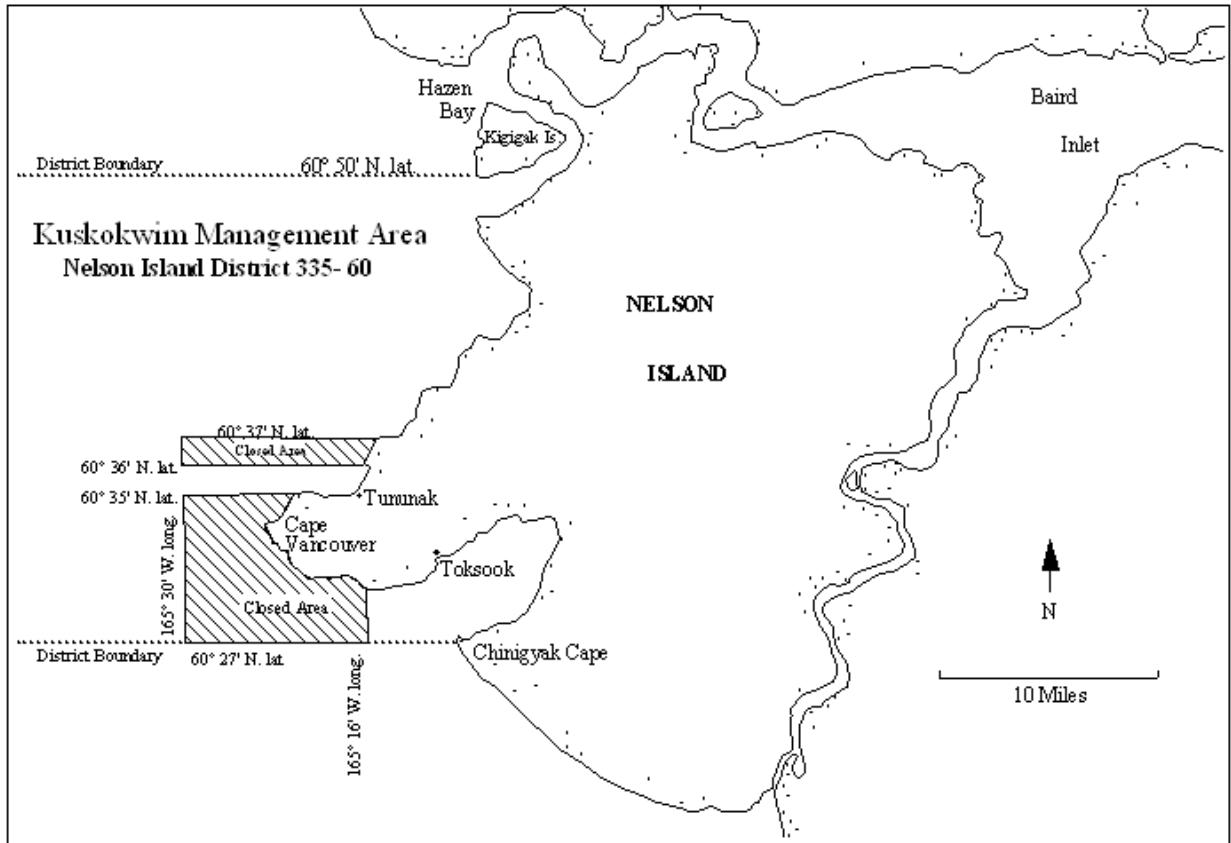 Hazen
Bay
Kigigak Is
Baird
Inlet
District Boundary
60° 50' N. lat.
Kuskokwim Management Area
Nelson Island District 335- 60
NELSON
ISLAND
60° 37' N. lat.
Closed Area
60° 36' N. lat.
60° 35' N. lat.
Tununak
Cape
Vancouver
Toksook
165° 30' W. long.
Closed Area
N
District Boundary
60° 27' N. lat.
Chinigyak Cape
165° 16' W. long.
10 Miles